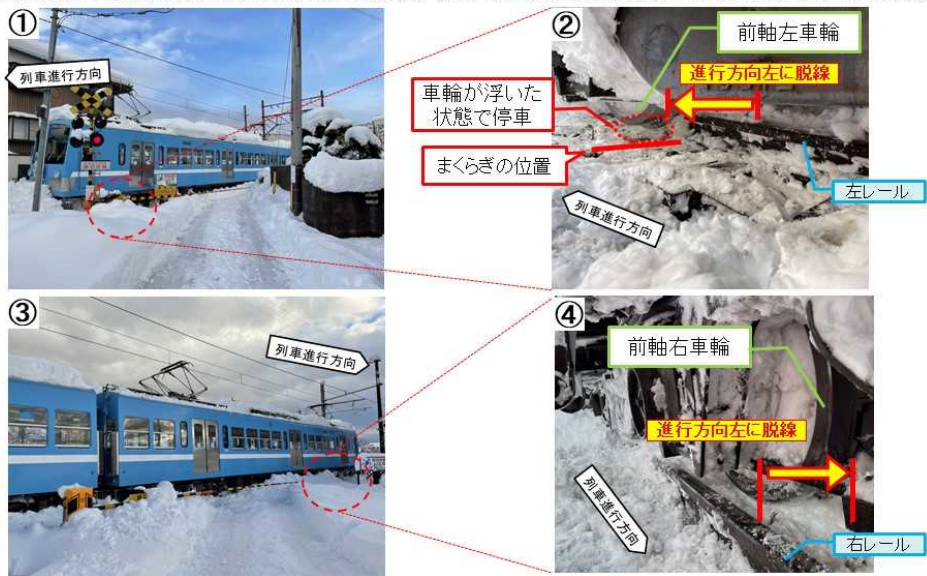 ①
列車進行方向
②
前軸左車輪
進行方向左に脱線
車輪が浮いた
状態で停車
まくらぎの位置
左レール
列車進行方向
③
列車進行方向
④
前軸右車輪
進行方向左に脱線
列車進行方向
右レール